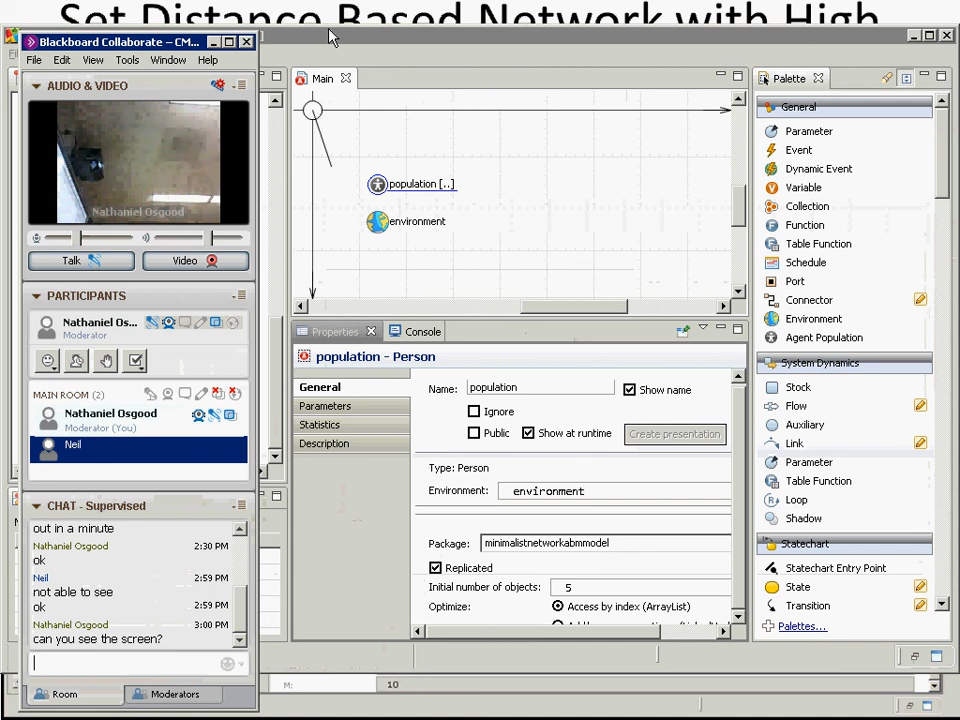 Set Distance Based Network with High
Blackboard Collaborate – CM...
File Edit View Tools Window Help
AUDIO & VIDEO
Nathaniel Osgood
Talk
Video
PARTICIPANTS
Nathaniel Os...
Moderator
MAIN ROOM (2)
Nathaniel Osgood
Moderator (You)
Neil
CHAT - Supervised
out in a minute
Nathaniel Osgood 2:30 PM
ok
Neil 2:59 PM
not able to see
ok 2:59 PM
Nathaniel Osgood 3:00 PM
can you see the screen?
Room
Moderators
Main
population [..]
environment
Properties
Console
population - Person
General
Parameters
Statistics
Description
Name: population
Show name
Ignore
Public
Show at runtime
Create presentation
Type: Person
Environment: environment
Package: minimalistnetworkabmmodel
Replicated
Initial number of objects: 5
Optimize: Access by index (ArrayList)
Palette
General
Parameter
Event
Dynamic Event
Variable
Collection
Function
Table Function
Schedule
Port
Connector
Environment
Agent Population
System Dynamics
Stock
Flow
Auxiliary
Link
Parameter
Table Function
Loop
Shadow
Statechart
Statechart Entry Point
State
Transition
Palettes...
M: 10